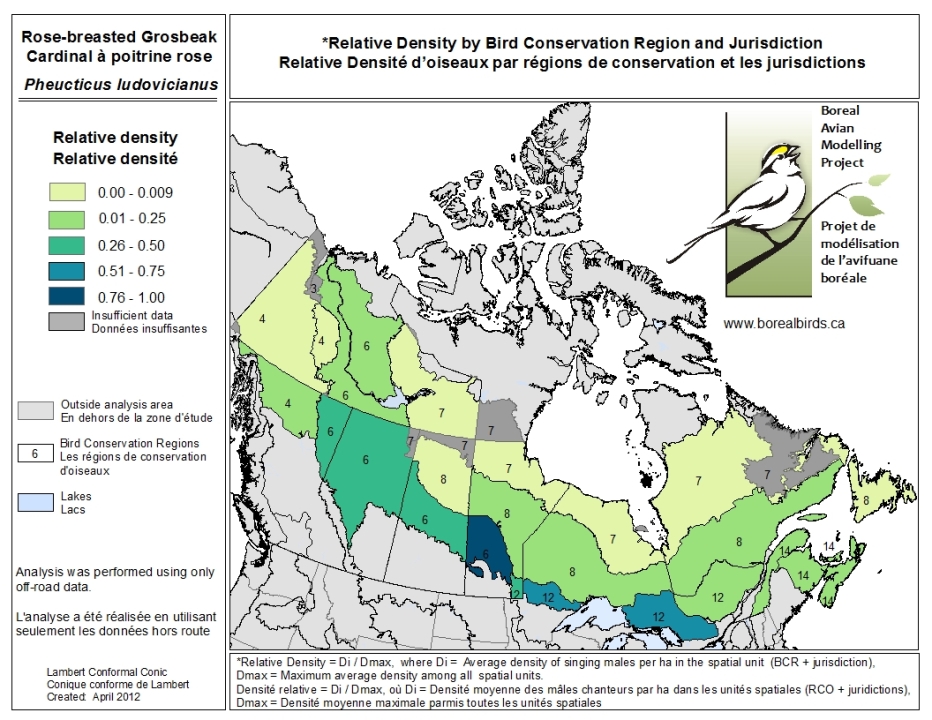 Rose-breasted Grosbeak
Cardinal à poitrine rose
Pheucticus ludovicianus
*Relative Density by Bird Conservation Region and Jurisdiction
Relative Densité d'oiseaux par régions de conservation et les jurisdictions
Relative density
Relative densité
0.00 - 0.009
0.01 - 0.25
0.26 - 0.50
0.51 - 0.75
0.76 - 1.00
Insufficient data
Données insuffisantes
Outside analysis area
En dehors de la zone d'étude
6
Bird Conservation Regions
Les régions de conservation
d'oiseaux
Lakes
Lacs
Analysis was performed using only
off-road data.
L'analyse a été réalisée en utilisant
seulement les données hors route
Lambert Conformal Conic
Conique conforme de Lambert
Created: April 2012
Boreal
Avian
Modelling
Project
Projet de
modélisation
de l'avifuane
boréale
www.borealbirds.ca
3
4
4
6
4
6
7
7
6
7
7
6
8
7
7
7
8
6
8
6
8
7
8
14
14
14
12
12
12
2
*Relative Density = Di / Dmax, where Di = Average density of singing males per ha in the spatial unit (BCR + jurisdiction),
Dmax = Maximum average density among all spatial units.
Densité relative = Di / Dmax, où Di = Densité moyenne des mâles chanteurs par ha dans les unités spatiales (RCO + juridictions),
Dmax = Densité moyenne maximale parmis toutes les unités spatiales